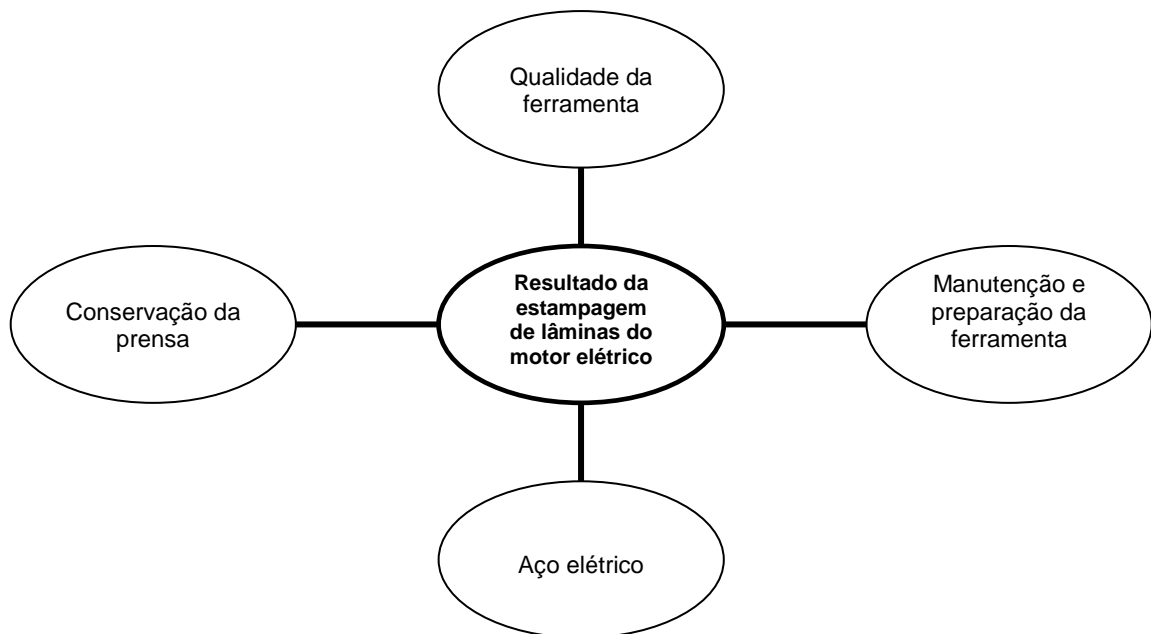 Qualidade da
ferramenta
Conservação da
prensa
Resultado da
estampagem
de lâminas do
motor elétrico
Manutenção e
preparação da
ferramenta
Aço elétrico